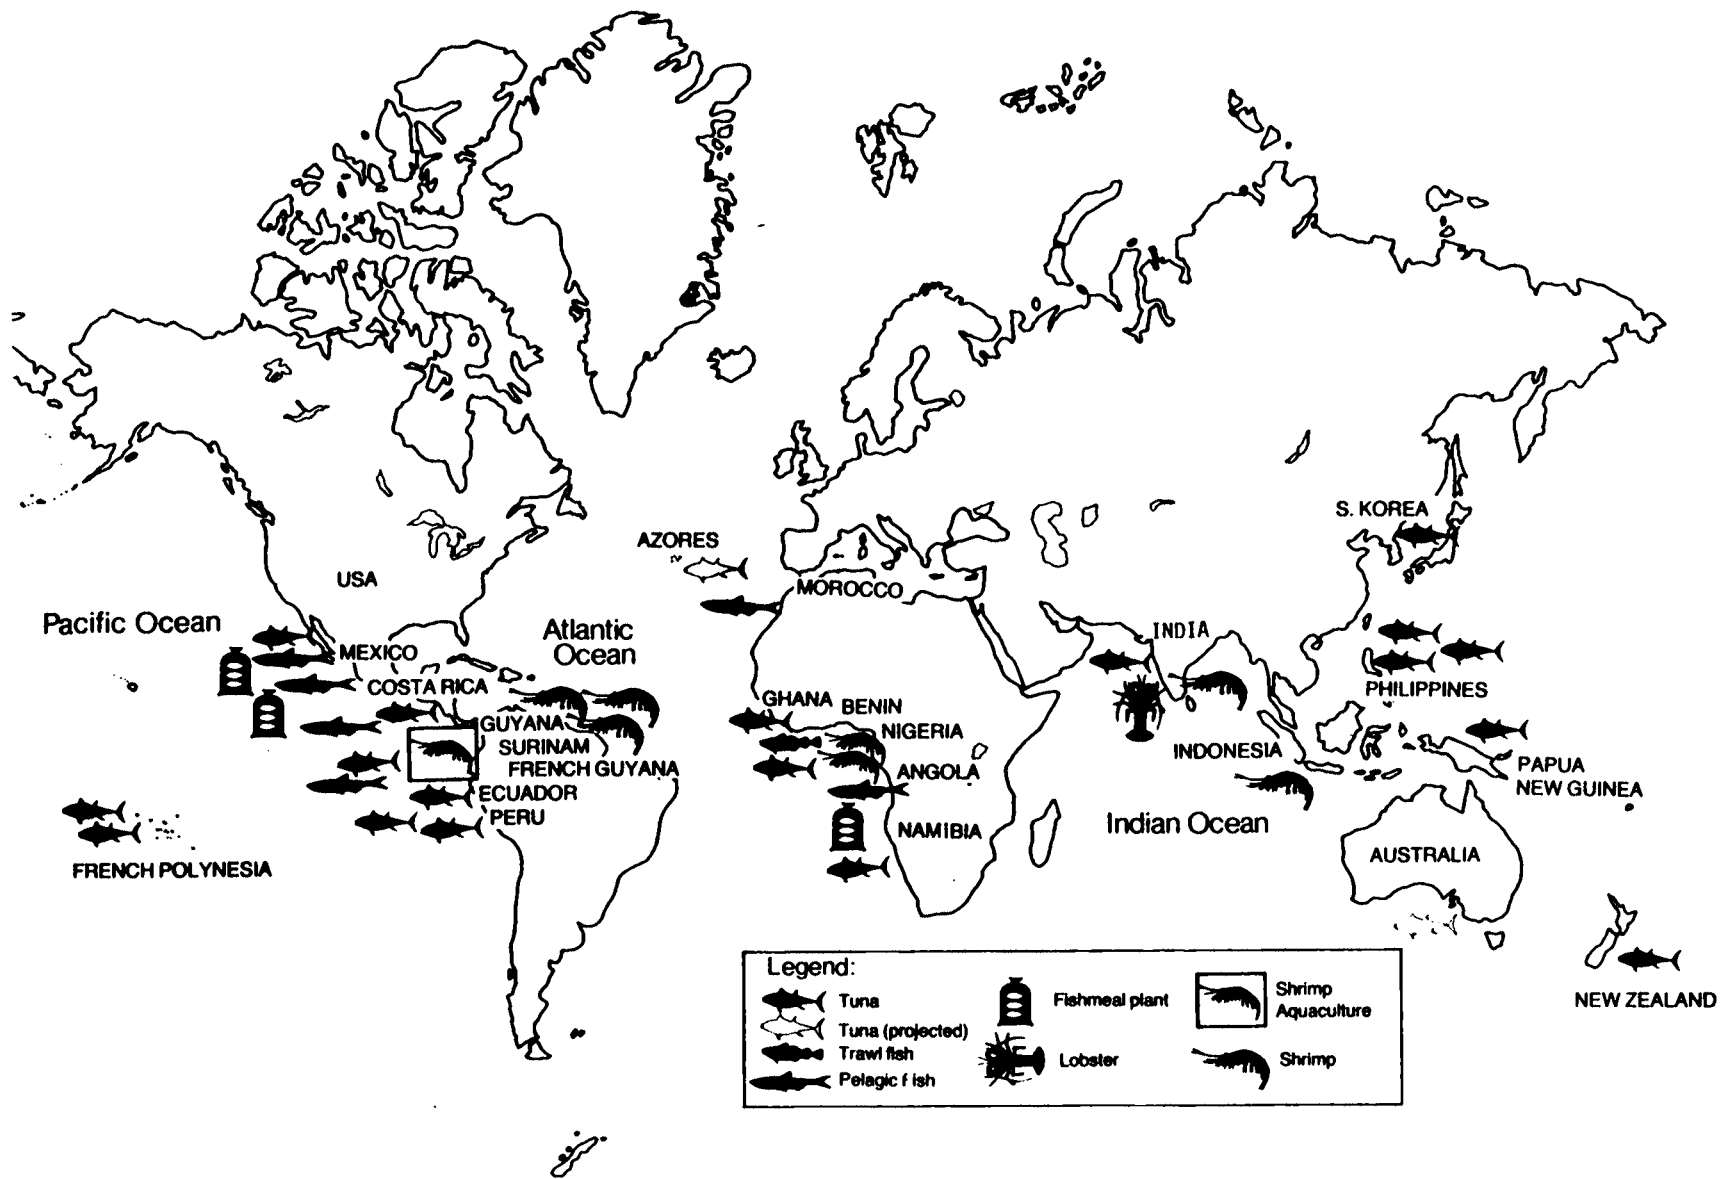 AZORES
S. KOREA
USA
MOROCCO
Pacific Ocean
Atlantic
Ocean
INDIA
MEXICO
COSTA RICA
PHILIPPINES
GHANA
BENIN
GUYANA
NIGERIA
SURINAM
INDONESIA
FRENCH GUYANA
ANGOLA
PAPUA
NEW GUINEA
ECUADOR
PERU
NAMIBIA
Indian Ocean
AUSTRALIA
FRENCH POLYNESIA
NEW ZEALAND
Legend:
Tuna
Tuna (projected)
Trawl fish
Pelagic fish
Fishmeal plant
Lobster
Shrimp
Aquaculture
Shrimp